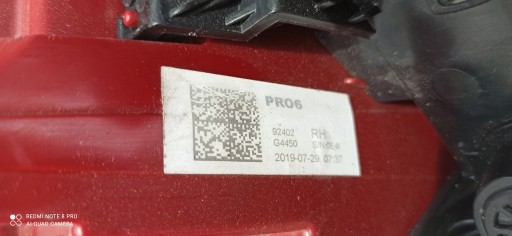 PRO6
92402 RH
G4450
2019-07-29 07:37
REDMI NOTE 8 PRO
AI QUAD CAMERA